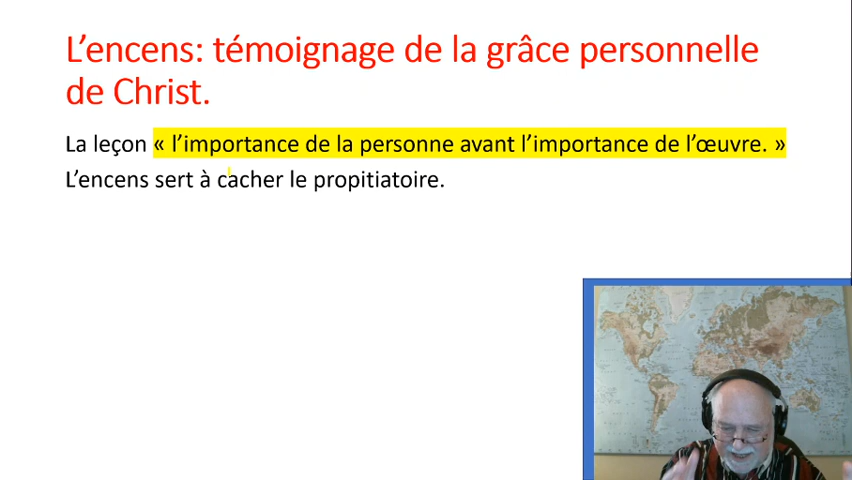 L’encens: témoignage de la grâce personnelle
de Christ.
La leçon « l’importance de la personne avant l’importance de l’œuvre. »
L’encens sert à cacher le propitiatoire.